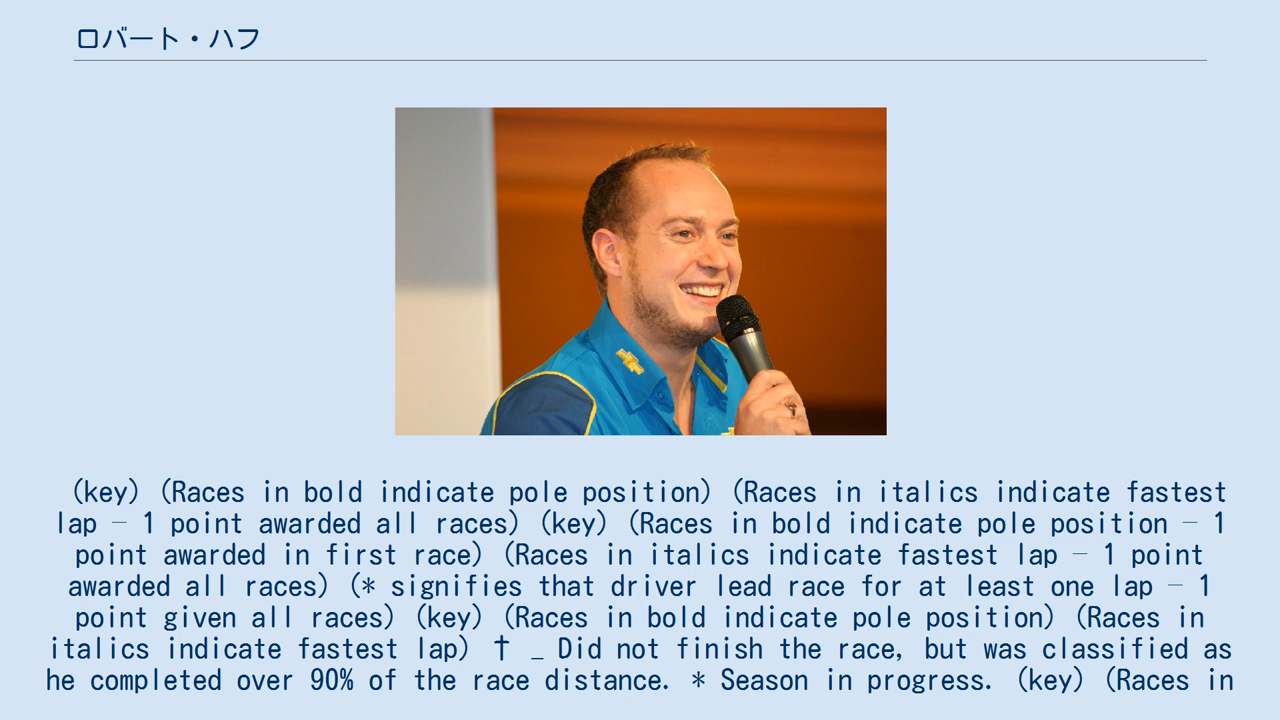 ロバート・ハフ
(key) (Races in bold indicate pole position) (Races in italics indicate fastest
lap – 1 point awarded all races) (key) (Races in bold indicate pole position – 1
point awarded in first race) (Races in italics indicate fastest lap – 1 point
awarded all races) (* signifies that driver lead race for at least one lap – 1
point given all races) (key) (Races in bold indicate pole position) (Races in
italics indicate fastest lap) † _ Did not finish the race, but was classified as
he completed over 90% of the race distance. * Season in progress. (key) (Races in